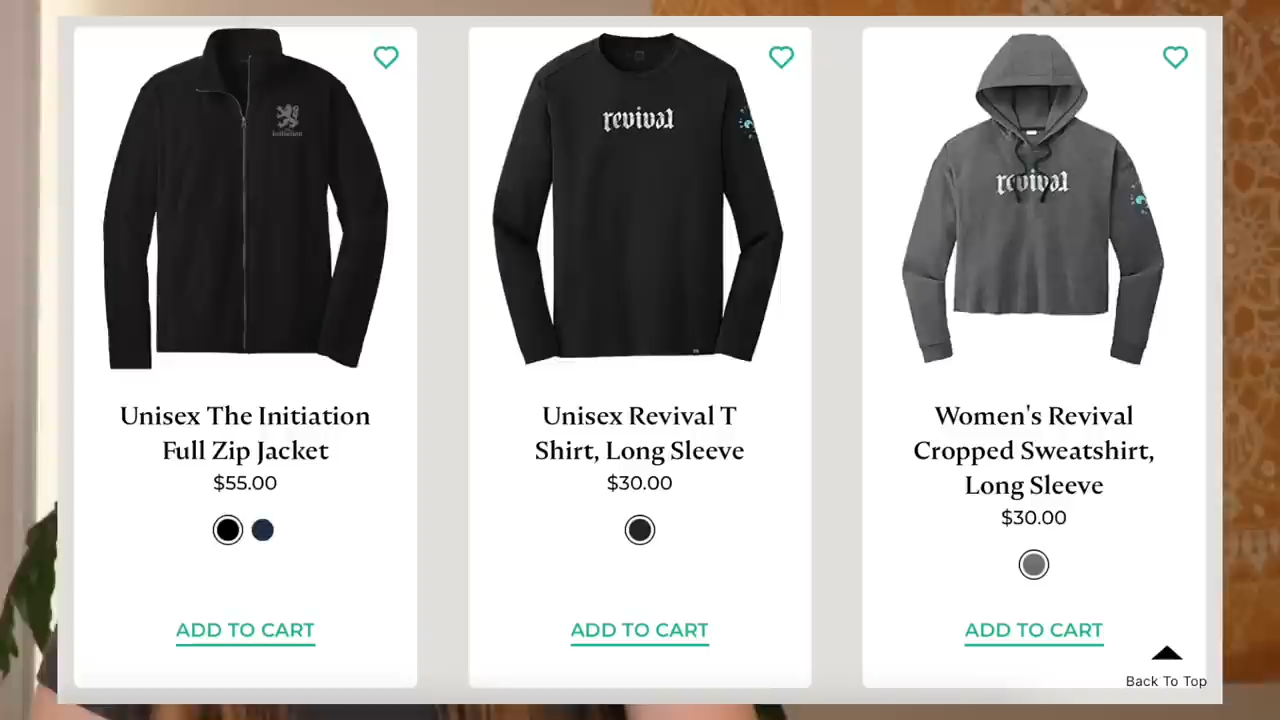 Initiation
revival
revival
Unisex The Initiation
Full Zip Jacket
$55.00
ADD TO CART
Unisex Revival T
Shirt, Long Sleeve
$30.00
ADD TO CART
Women's Revival
Cropped Sweatshirt,
Long Sleeve
$30.00
ADD TO CART
Back To Top